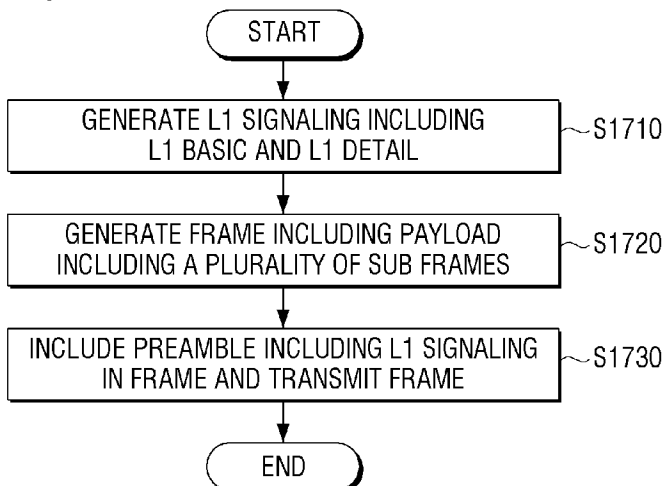 START
GENERATE L1 SIGNALING INCLUDING
L1 BASIC AND L1 DETAIL
S1710
GENERATE FRAME INCLUDING PAYLOAD
INCLUDING A PLURALITY OF SUB FRAMES
S1720
INCLUDE PREAMBLE INCLUDING L1 SIGNALING
IN FRAME AND TRANSMIT FRAME
S1730
END